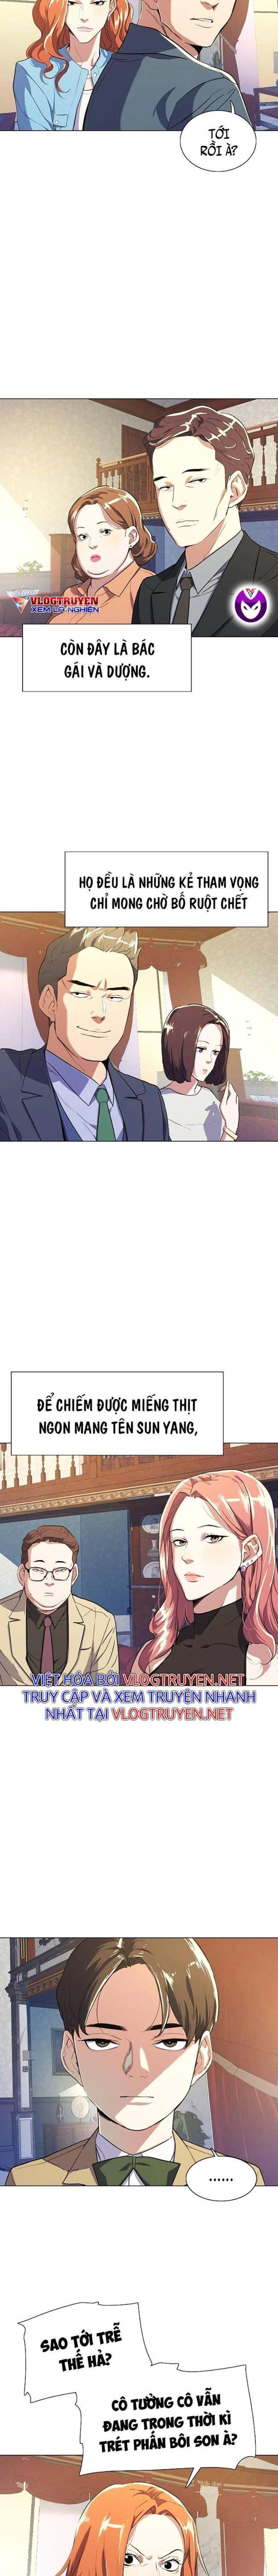 TỚI
RỒI À?
VLOGTRUYEN
XEM LÀ NGHIỆN
CÒN ĐÂY LÀ BÁC
GÁI VÀ DƯỢNG.
HỌ ĐỀU LÀ NHỮNG KẺ THAM VỌNG
CHỈ MONG CHỜ BỐ RUỘT CHẾT
ĐỂ CHIẾM ĐƯỢC MIẾNG THỊT
NGON MANG TÊN SUN YANG,
VIỆT HÓA BỞI VLOGTRUYEN.NET
TRUY CẬP VÀ XEM TRUYỆN NHANH
NHẤT TẠI VLOGTRUYEN.NET
......
SAO TỚI TRỄ
THẾ HẢ?
CÔ TƯỞNG CÔ VẪN
ĐANG TRONG THỜI KÌ
TRÉT PHẤN BÔI SON À?